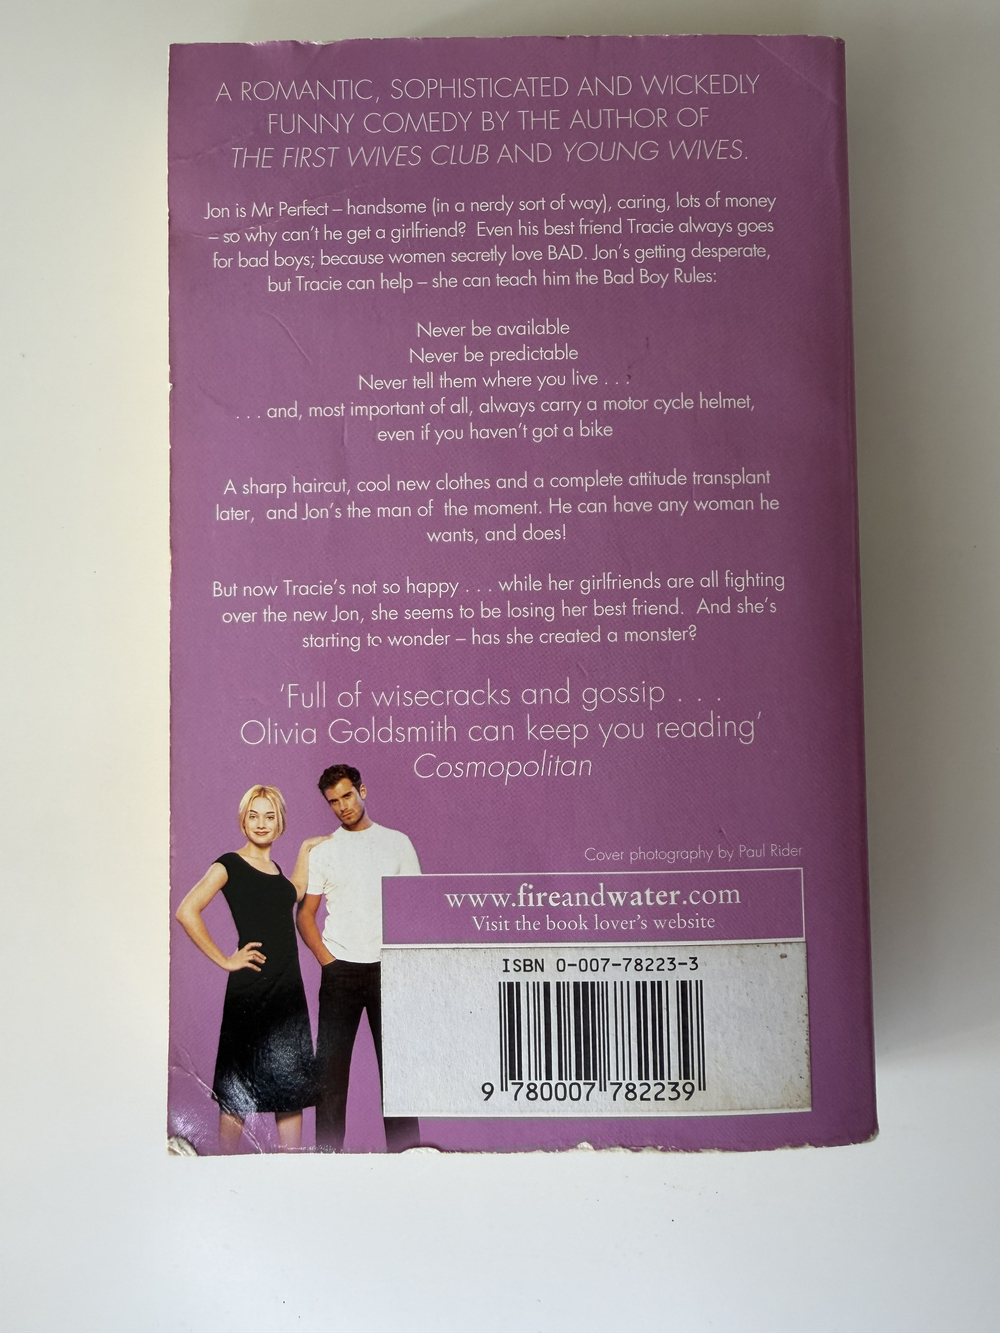 A ROMANTIC, SOPHISTICATED AND WICKEDLY
FUNNY COMEDY BY THE AUTHOR OF
THE FIRST WIVES CLUB AND YOUNG WIVES.
Jon is Mr Perfect – handsome (in a nerdy sort of way), caring, lots of money
– so why can't he get a girlfriend? Even his best friend Tracie always goes
for bad boys; because women secretly love BAD. Jon's getting desperate,
but Tracie can help – she can teach him the Bad Boy Rules:
Never be available
Never be predictable
Never tell them where you live . . .
. . . and, most important of all, always carry a motor cycle helmet,
even if you haven't got a bike
A sharp haircut, cool new clothes and a complete attitude transplant
later, and Jon's the man of the moment. He can have any woman he
wants, and does!
But now Tracie's not so happy . . . while her girlfriends are all fighting
over the new Jon, she seems to be losing her best friend. And she's
starting to wonder – has she created a monster?
'Full of wisecracks and gossip . . .
Olivia Goldsmith can keep you reading'
Cosmopolitan
Cover photography by Paul Rider
www.fireandwater.com
Visit the book lover's website
ISBN 0-007-78223-3
9 780007 782239